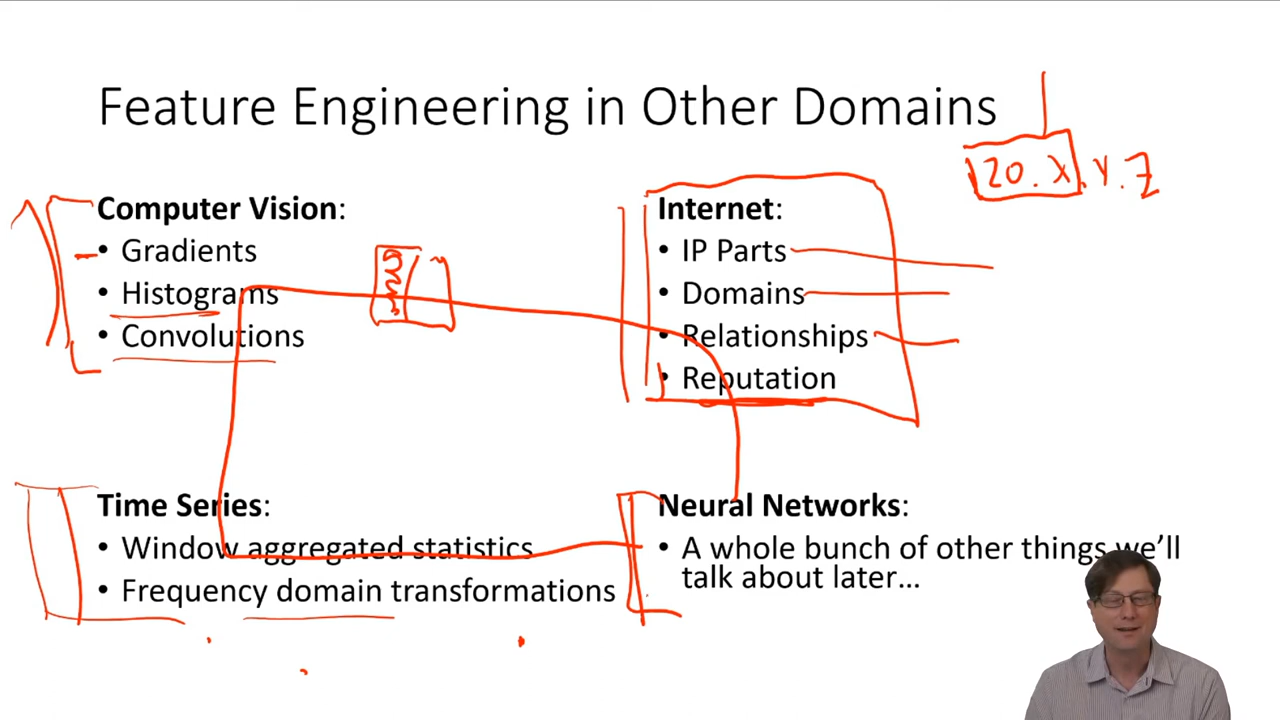 Feature Engineering in Other Domains
120.X.Y.Z
Computer Vision:
• Gradients
• Histograms
• Convolutions
Internet:
• IP Parts
• Domains
• Relationships
• Reputation
Time Series:
• Window aggregated statistics
• Frequency domain transformations
Neural Networks:
• A whole bunch of other things we’ll
talk about later…